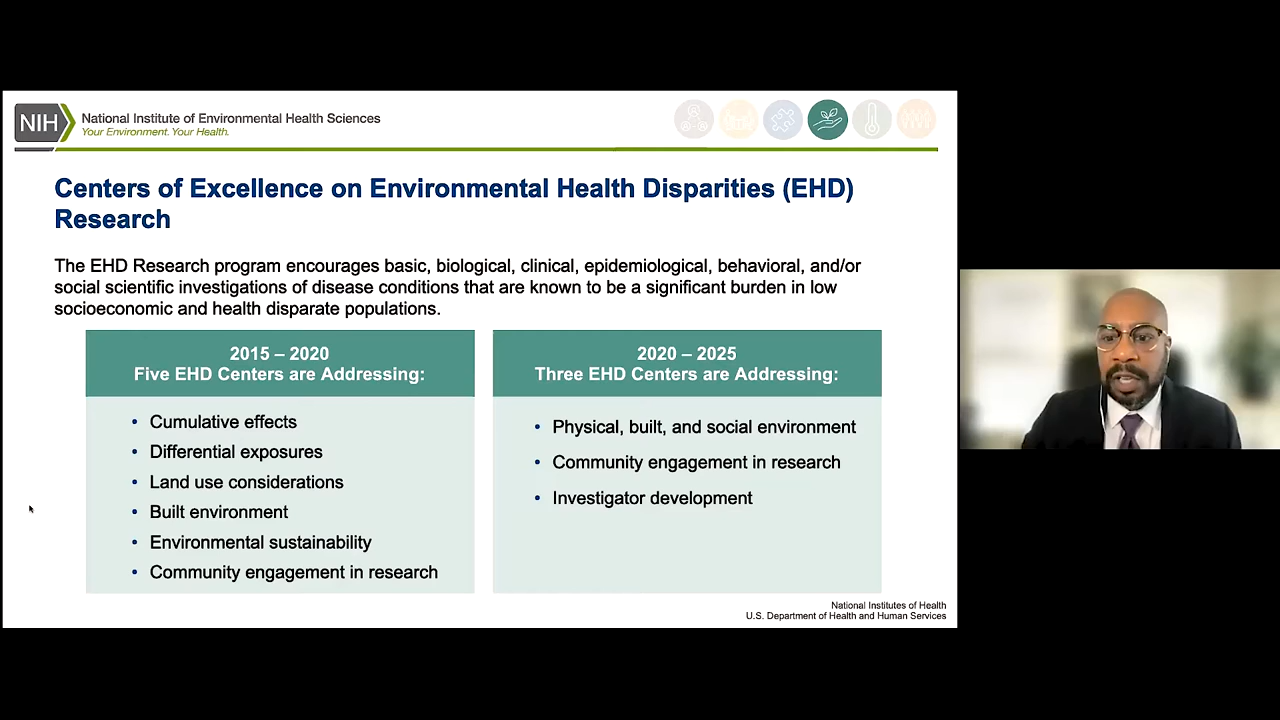 NIH
National Institute of Environmental Health Sciences
Your Environment. Your Health.
Centers of Excellence on Environmental Health Disparities (EHD)
Research
The EHD Research program encourages basic, biological, clinical, epidemiological, behavioral, and/or
social scientific investigations of disease conditions that are known to be a significant burden in low
socioeconomic and health disparate populations.
2015 – 2020
Five EHD Centers are Addressing:
• Cumulative effects
• Differential exposures
• Land use considerations
• Built environment
• Environmental sustainability
• Community engagement in research
2020 – 2025
Three EHD Centers are Addressing:
• Physical, built, and social environment
• Community engagement in research
• Investigator development
National Institutes of Health
U.S. Department of Health and Human Services